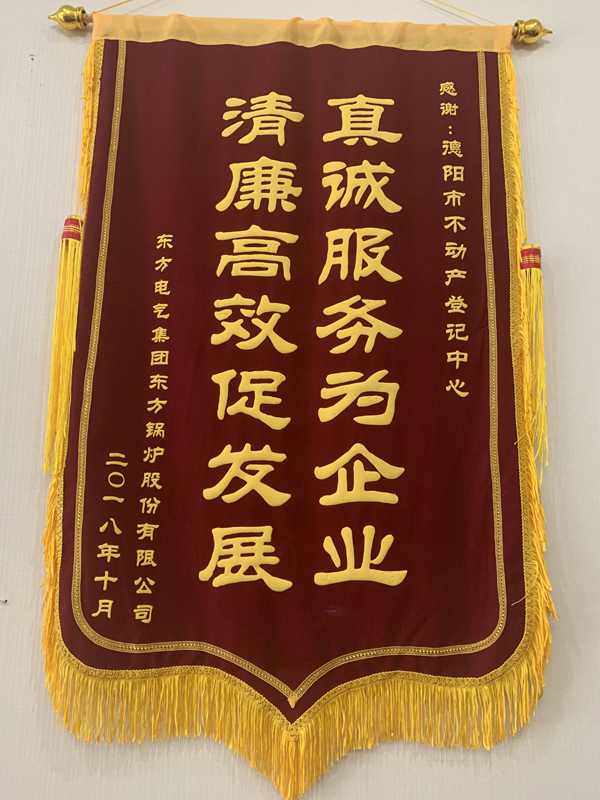 感谢：德阳市不动产登记中心
真诚服务为企业
清廉高效促发展
东方电气集团东方锅炉股份有限公司
二〇一八年十月